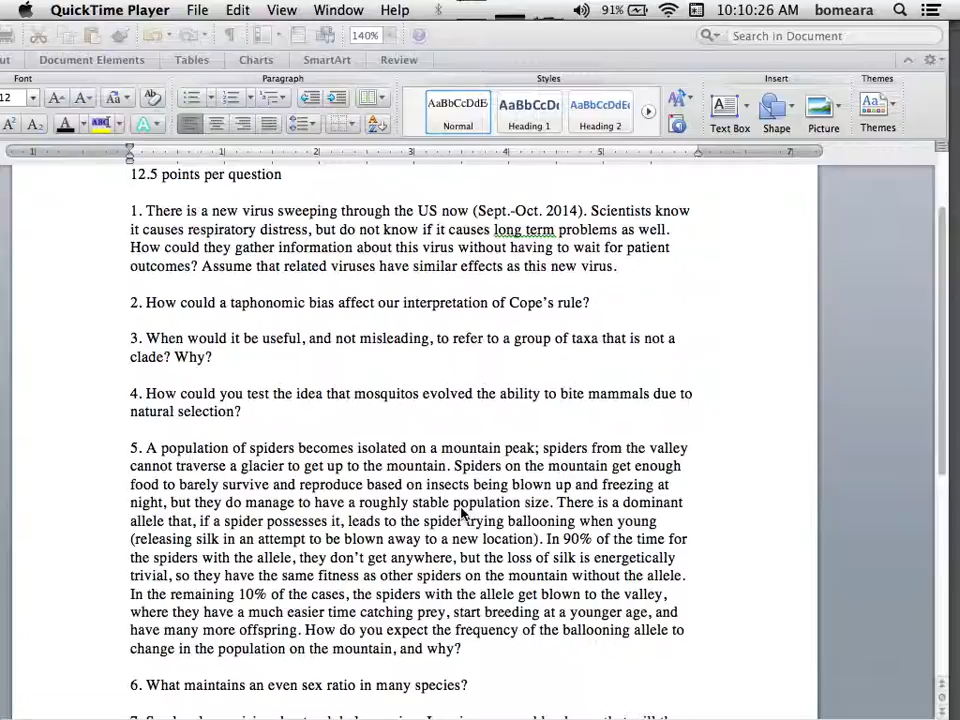 QuickTime Player File Edit View Window Help 91% 10:10:26 AM bomeara
140% Search in Document
ut Document Elements Tables Charts SmartArt Review
Font Paragraph Styles Insert Themes
12 A A Aa Abc AaBbCcDdE AaBbCcDc AaBbCcDdEe A A Aa
A² A₂ A ABC A Normal Heading 1 Heading 2 Text Box Shape Picture Themes
1 1 2 3 4 5 7
12.5 points per question
1. There is a new virus sweeping through the US now (Sept.-Oct. 2014). Scientists know
it causes respiratory distress, but do not know if it causes long term problems as well.
How could they gather information about this virus without having to wait for patient
outcomes? Assume that related viruses have similar effects as this new virus.
2. How could a taphonomic bias affect our interpretation of Cope's rule?
3. When would it be useful, and not misleading, to refer to a group of taxa that is not a
clade? Why?
4. How could you test the idea that mosquitos evolved the ability to bite mammals due to
natural selection?
5. A population of spiders becomes isolated on a mountain peak; spiders from the valley
cannot traverse a glacier to get up to the mountain. Spiders on the mountain get enough
food to barely survive and reproduce based on insects being blown up and freezing at
night, but they do manage to have a roughly stable population size. There is a dominant
allele that, if a spider possesses it, leads to the spider trying ballooning when young
(releasing silk in an attempt to be blown away to a new location). In 90% of the time for
the spiders with the allele, they don't get anywhere, but the loss of silk is energetically
trivial, so they have the same fitness as other spiders on the mountain without the allele.
In the remaining 10% of the cases, the spiders with the allele get blown to the valley,
where they have a much easier time catching prey, start breeding at a younger age, and
have many more offspring. How do you expect the frequency of the ballooning allele to
change in the population on the mountain, and why?
6. What maintains an even sex ratio in many species?